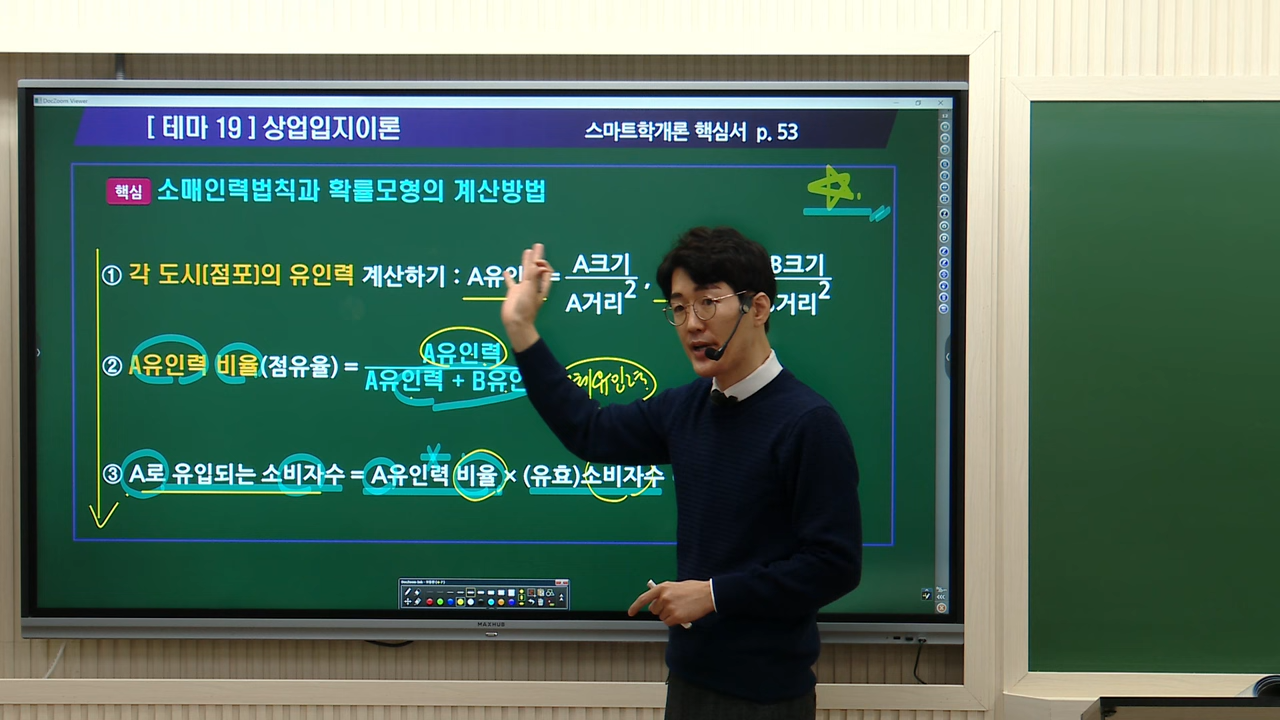 DocZoom Viewer
[ 테마 19 ] 상업입지이론
스마트학개론 핵심서 p. 53
핵심 소매인력법칙과 확률모형의 계산방법
① 각 도시(점포)의 유인력 계산하기 : A유인 = A크기 / A거리², B크기 / 거리²
② A유인력 비율(점유율) = A유인력 / A유인력 + B유인
유인력
③ A로 유입되는 소비자수 = A유인력 비율 × (유효)소비자수
MAXHUB